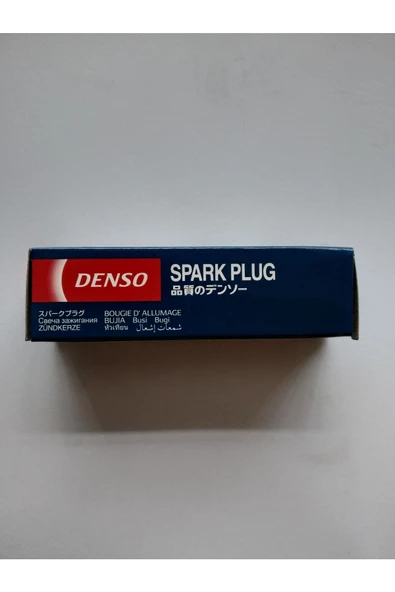 DENSO
SPARK PLUG
品質のデンソー
スパークプラグ
Свеча зажигания
ZÜNDKERZE
BOUGIE D' ALLUMAGE
BUJIA Busi Bugi
หัวเทียน شمعات إشعال